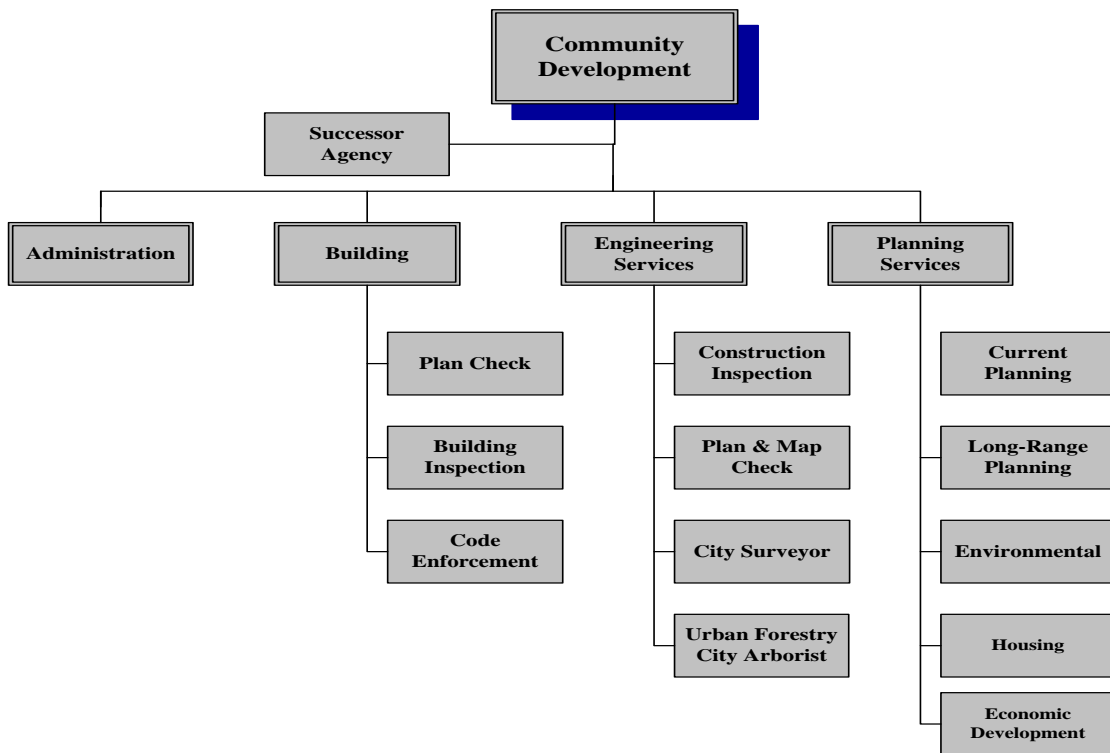 Community
Development
Successor
Agency
Administration
Building
Engineering
Services
Planning
Services
Plan Check
Building
Inspection
Code
Enforcement
Construction
Inspection
Plan & Map
Check
City Surveyor
Urban Forestry
City Arborist
Current
Planning
Long-Range
Planning
Environmental
Housing
Economic
Development